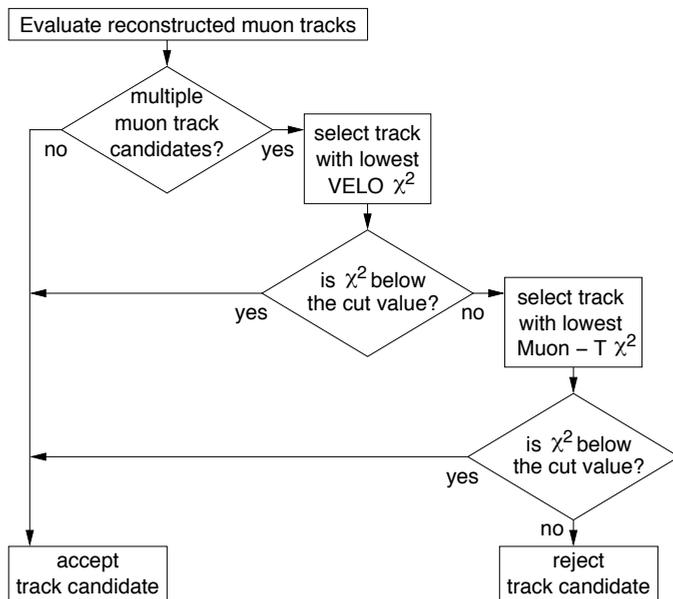 Evaluate reconstructed muon tracks
multiple
muon track
candidates?
no
yes
select track
with lowest
VELO χ²
is χ² below
the cut value?
yes
no
select track
with lowest
Muon – T χ²
is χ² below
the cut value?
yes
no
accept
track candidate
reject
track candidate